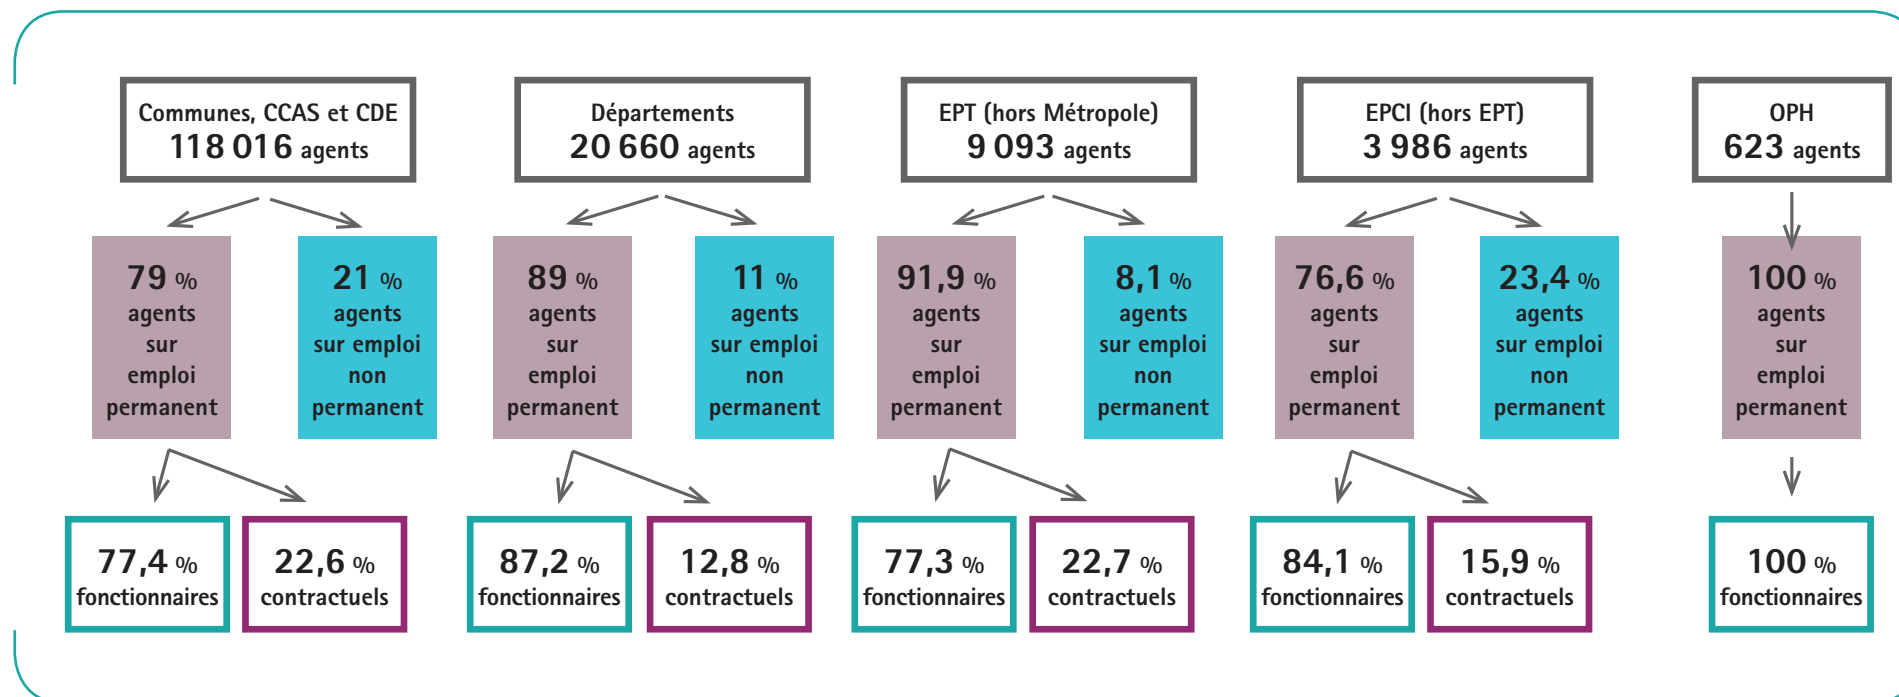 Communes, CCAS et CDE
118 016 agents
79 %
agents
sur
emploi
permanent
21 %
agents
sur emploi
non
permanent
77,4 %
fonctionnaires
22,6 %
contractuels
Départements
20 660 agents
89 %
agents
sur
emploi
permanent
11 %
agents
sur emploi
non
permanent
87,2 %
fonctionnaires
12,8 %
contractuels
EPT (hors Métropole)
9 093 agents
91,9 %
agents
sur
emploi
permanent
8,1 %
agents
sur emploi
non
permanent
77,3 %
fonctionnaires
22,7 %
contractuels
EPCI (hors EPT)
3 986 agents
76,6 %
agents
sur
emploi
permanent
23,4 %
agents
sur emploi
non
permanent
84,1 %
fonctionnaires
15,9 %
contractuels
OPH
623 agents
100 %
agents
sur
emploi
permanent
100 %
fonctionnaires